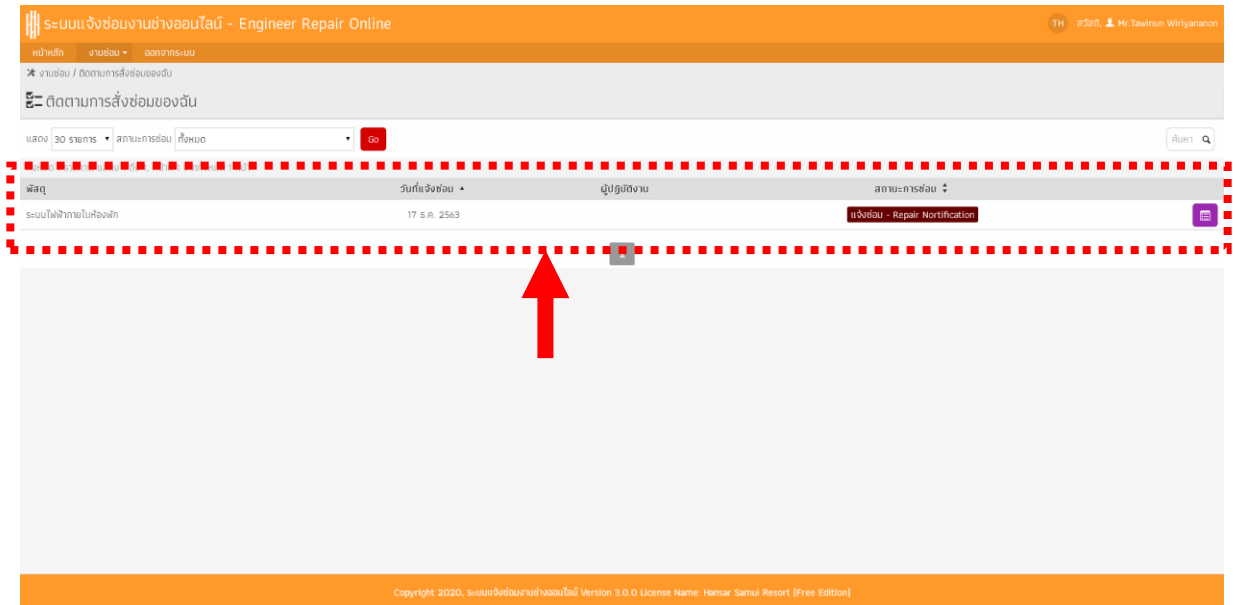 ระบบแจ้งซ่อมงานช่างออนไลน์ - Engineer Repair Online
TH สวัสดี, Mr.Tawinun Wiriyananon
หน้าหลัก งานซ่อม ออกจากระบบ
งานซ่อม / ติดตามการสั่งซ่อมของฉัน
ติดตามการสั่งซ่อมของฉัน
แสดง 30 รายการ สถานะการซ่อม ทั้งหมด Go ค้นหา
พัสดุ วันที่แจ้งซ่อม ผู้ปฏิบัติงาน สถานะการซ่อม
ระบบไฟฟ้าภายในห้องพัก 17 ธ.ค. 2563 แจ้งซ่อม - Repair Nortification
Copyright 2020, ระบบแจ้งซ่อมงานช่างออนไลน์ Version 3.0.0 License Name: Hansar Samui Resort [Free Edition]